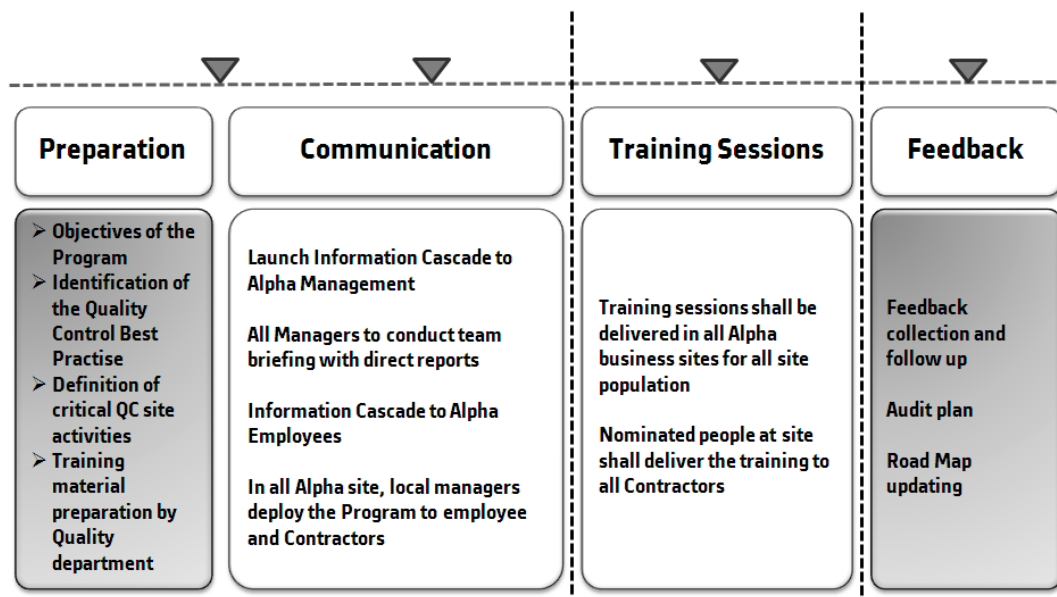 Preparation
Communication
Training Sessions
Feedback
➢ Objectives of the
Program
➢ Identification of
the Quality
Control Best
Practise
➢ Definition of
critical QC site
activities
➢ Training
material
preparation by
Quality
department
Launch Information Cascade to
Alpha Management
All Managers to conduct team
briefing with direct reports
Information Cascade to Alpha
Employees
In all Alpha site, local managers
deploy the Program to employee
and Contractors
Training sessions shall be
delivered in all Alpha
business sites for all site
population
Nominated people at site
shall deliver the training to
all Contractors
Feedback
collection and
follow up
Audit plan
Road Map
updating